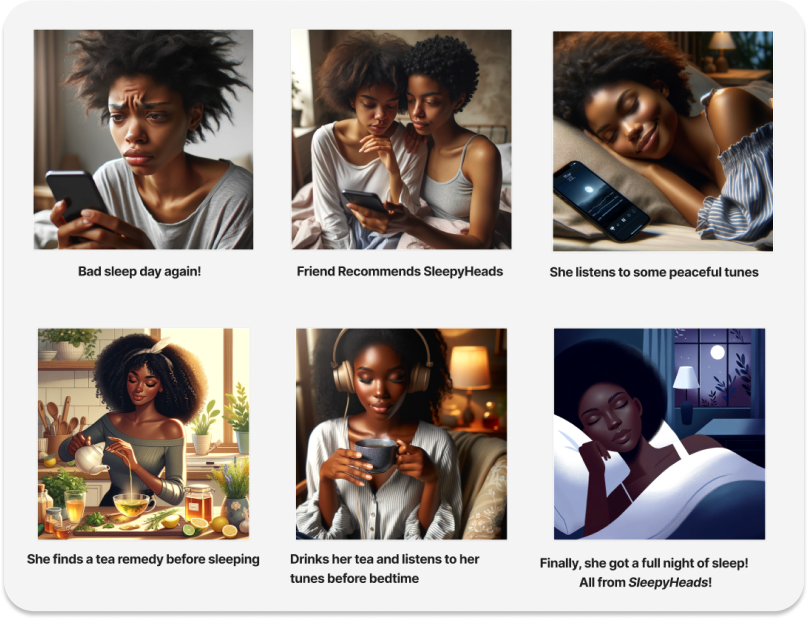 Bad sleep day again!
Friend Recommends SleepyHeads
She listens to some peaceful tunes
She finds a tea remedy before sleeping
Drinks her tea and listens to her
tunes before bedtime
Finally, she got a full night of sleep!
All from SleepyHeads!